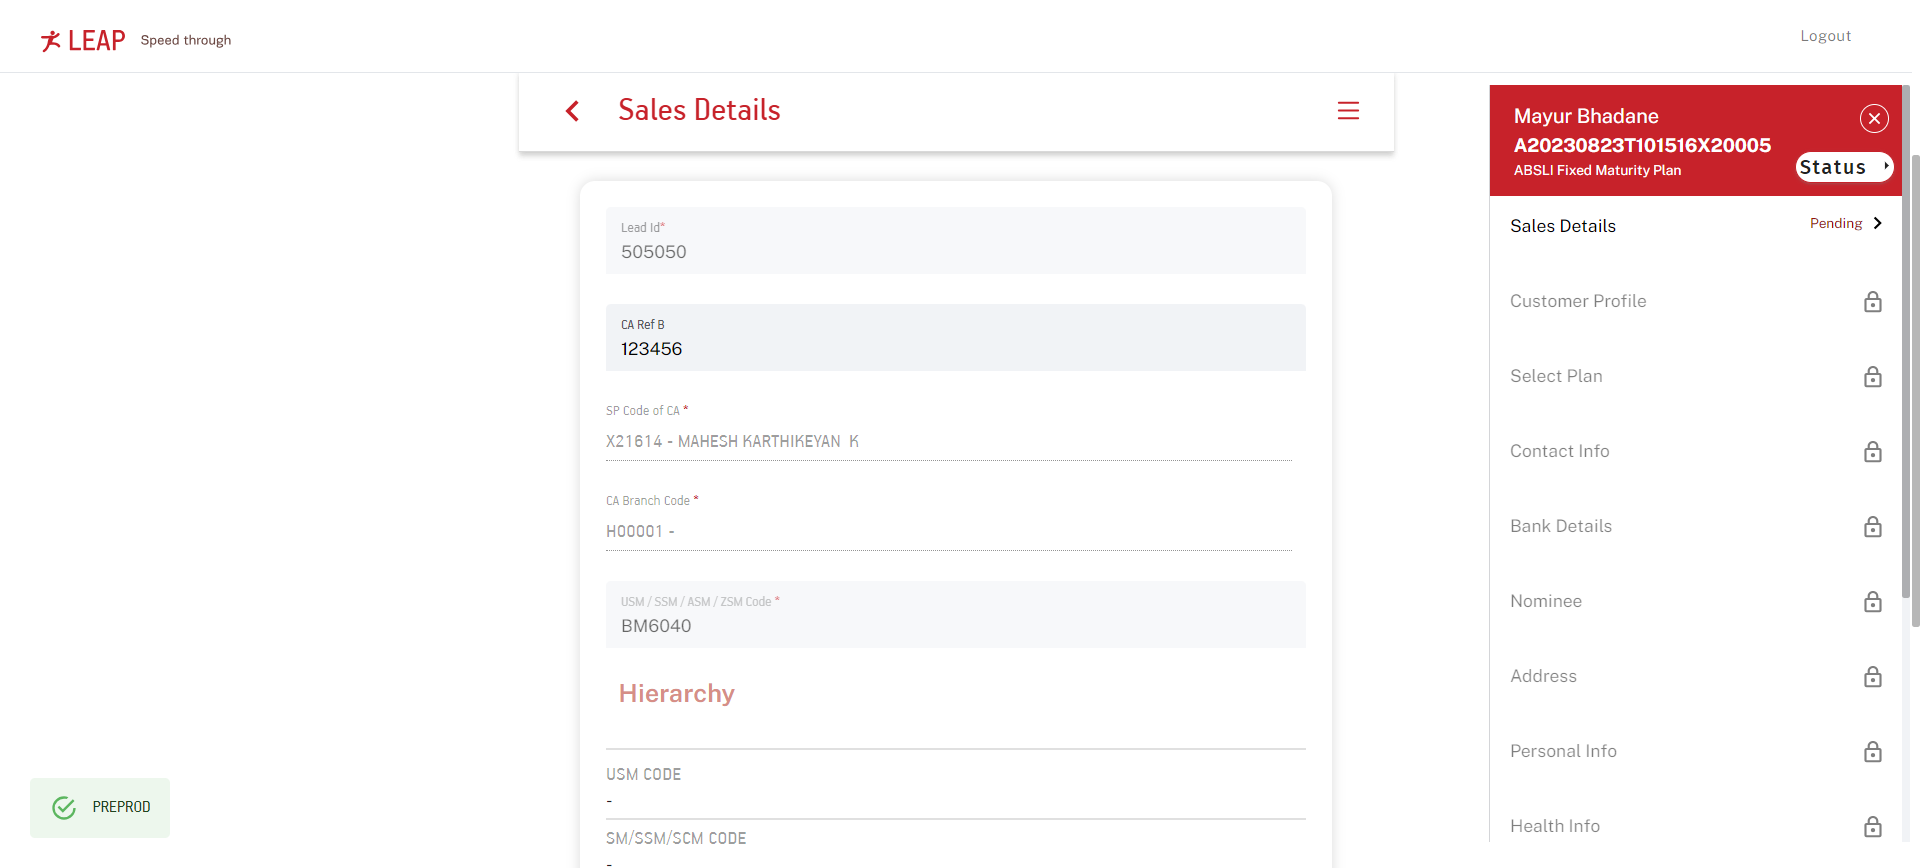 LEAP Speed through
Logout
Sales Details
Lead Id*
505050
CA Ref B
123456
SP Code of CA *
X21614 - MAHESH KARTHIKEYAN  K
CA Branch Code *
H00001 -
USM / SSM / ASM / ZSM Code *
BM6040
Hierarchy
USM CODE
-
SM/SSM/SCM CODE
-
PREPROD
Mayur Bhadane
A20230823T101516X20005
ABSLI Fixed Maturity Plan
Status
Sales Details Pending
Customer Profile
Select Plan
Contact Info
Bank Details
Nominee
Address
Personal Info
Health Info